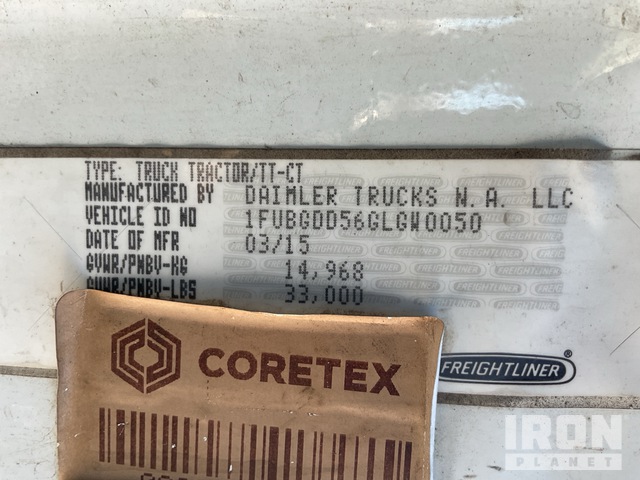 TYPE: TRUCK TRACTOR/TT-CT
MANUFACTURED BY DAIMLER TRUCKS N.A. LLC
VEHICLE ID NO 1FUBGDD56GLGW0050
DATE OF MFR 03/15
GVWR/PNBV-KG 14,968
GVWR/PNBV-LBS 33,000
CORETEX
FREIGHTLINER®
IRON
PLANET